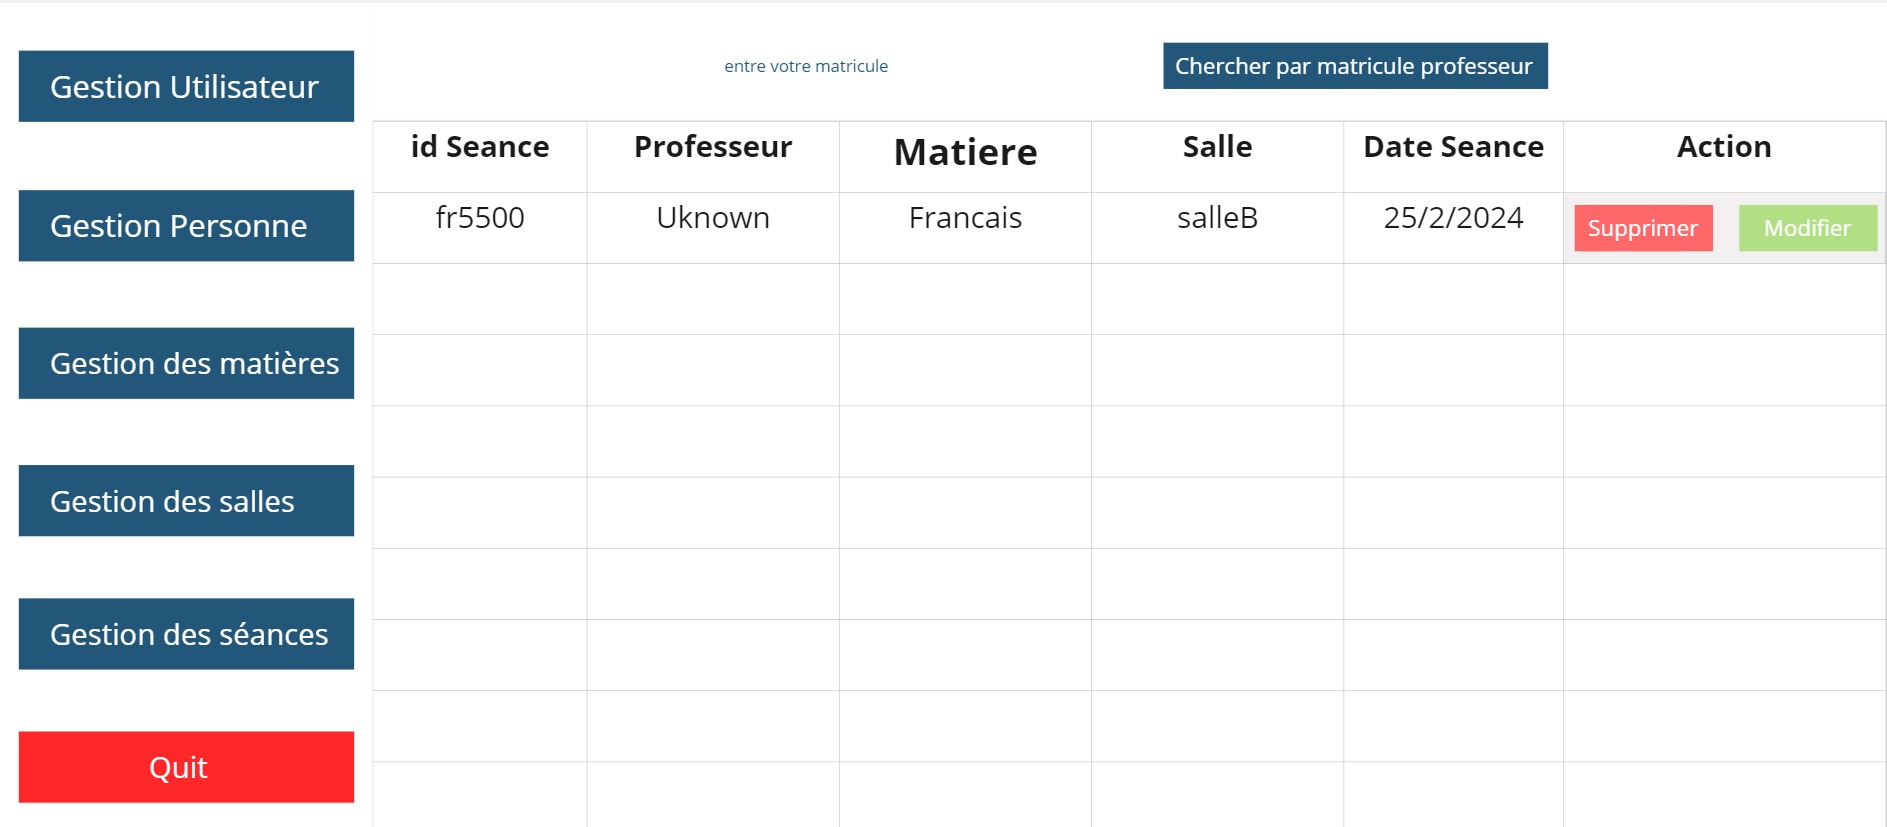 Gestion Utilisateur
Gestion Personne
Gestion des matières
Gestion des salles
Gestion des séances
Quit
entre votre matricule
Chercher par matricule professeur
id Seance Professeur Matiere Salle Date Seance Action
fr5500 Uknown Francais salleB 25/2/2024 Supprimer Modifier